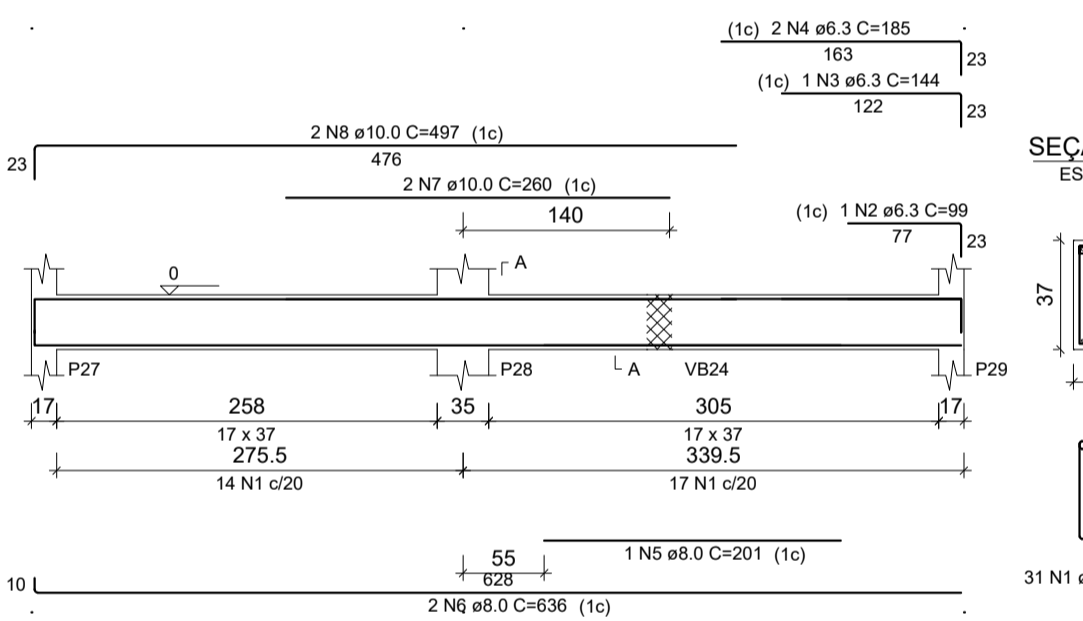 (1c) 2 N4 ø6.3 C=185
163
23
(1c) 1 N3 ø6.3 C=144
122
23
2 N8 ø10.0 C=497 (1c)
23
476
2 N7 ø10.0 C=260 (1c)
140
(1c) 1 N2 ø6.3 C=99
77
23
SEÇ
ES
A
0
37
P27
P28
A
VB24
P29
17
258
35
305
17
17 x 37
17 x 37
275.5
339.5
14 N1 c/20
17 N1 c/20
1 N5 ø8.0 C=201 (1c)
55
10
628
2 N6 ø8.0 C=636 (1c)
31 N1 ø